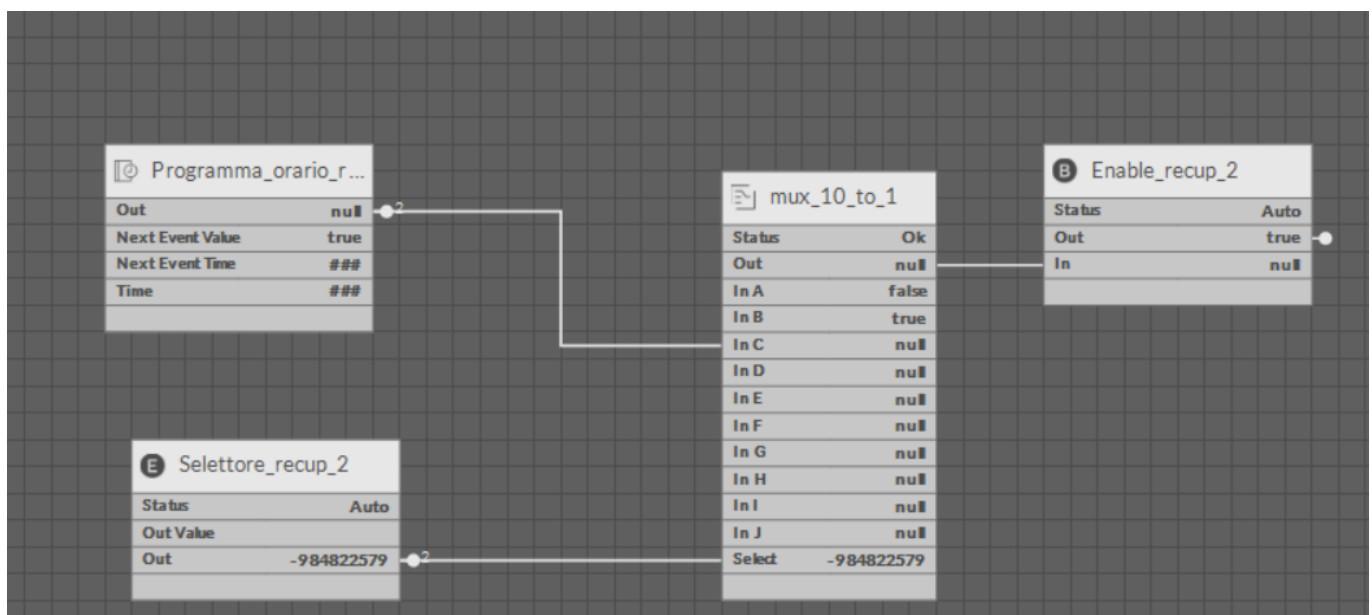 Programma_orario_r...
Out null 2
Next Event Value true
Next Event Time ###
Time ###
Selettore_recup_2
Status Auto
Out Value
Out -984822579 2
mux_10_to_1
Status Ok
Out null
In A false
In B true
In C null
In D null
In E null
In F null
In G null
In H null
In I null
In J null
Select -984822579
B Enable_recup_2
Status Auto
Out true
In null
E